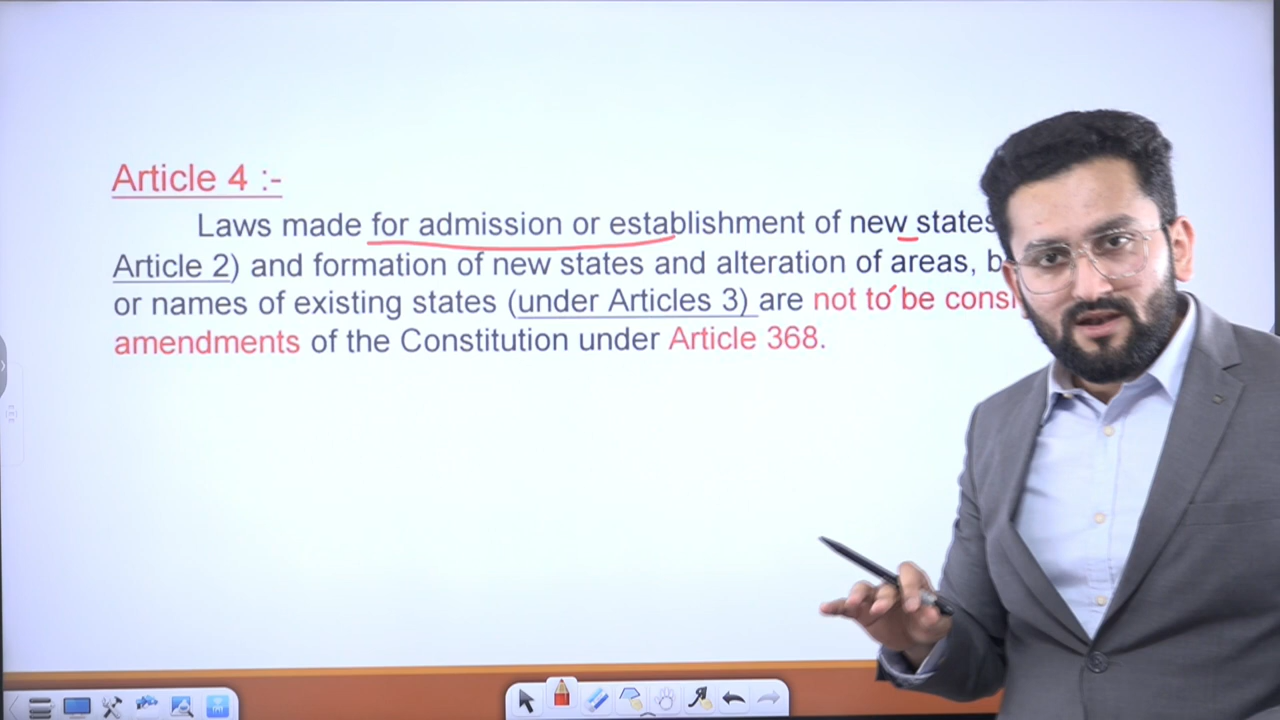 Article 4 :-
Laws made for admission or establishment of new states
Article 2) and formation of new states and alteration of areas,
or names of existing states (under Articles 3) are not to be
amendments of the Constitution under Article 368.